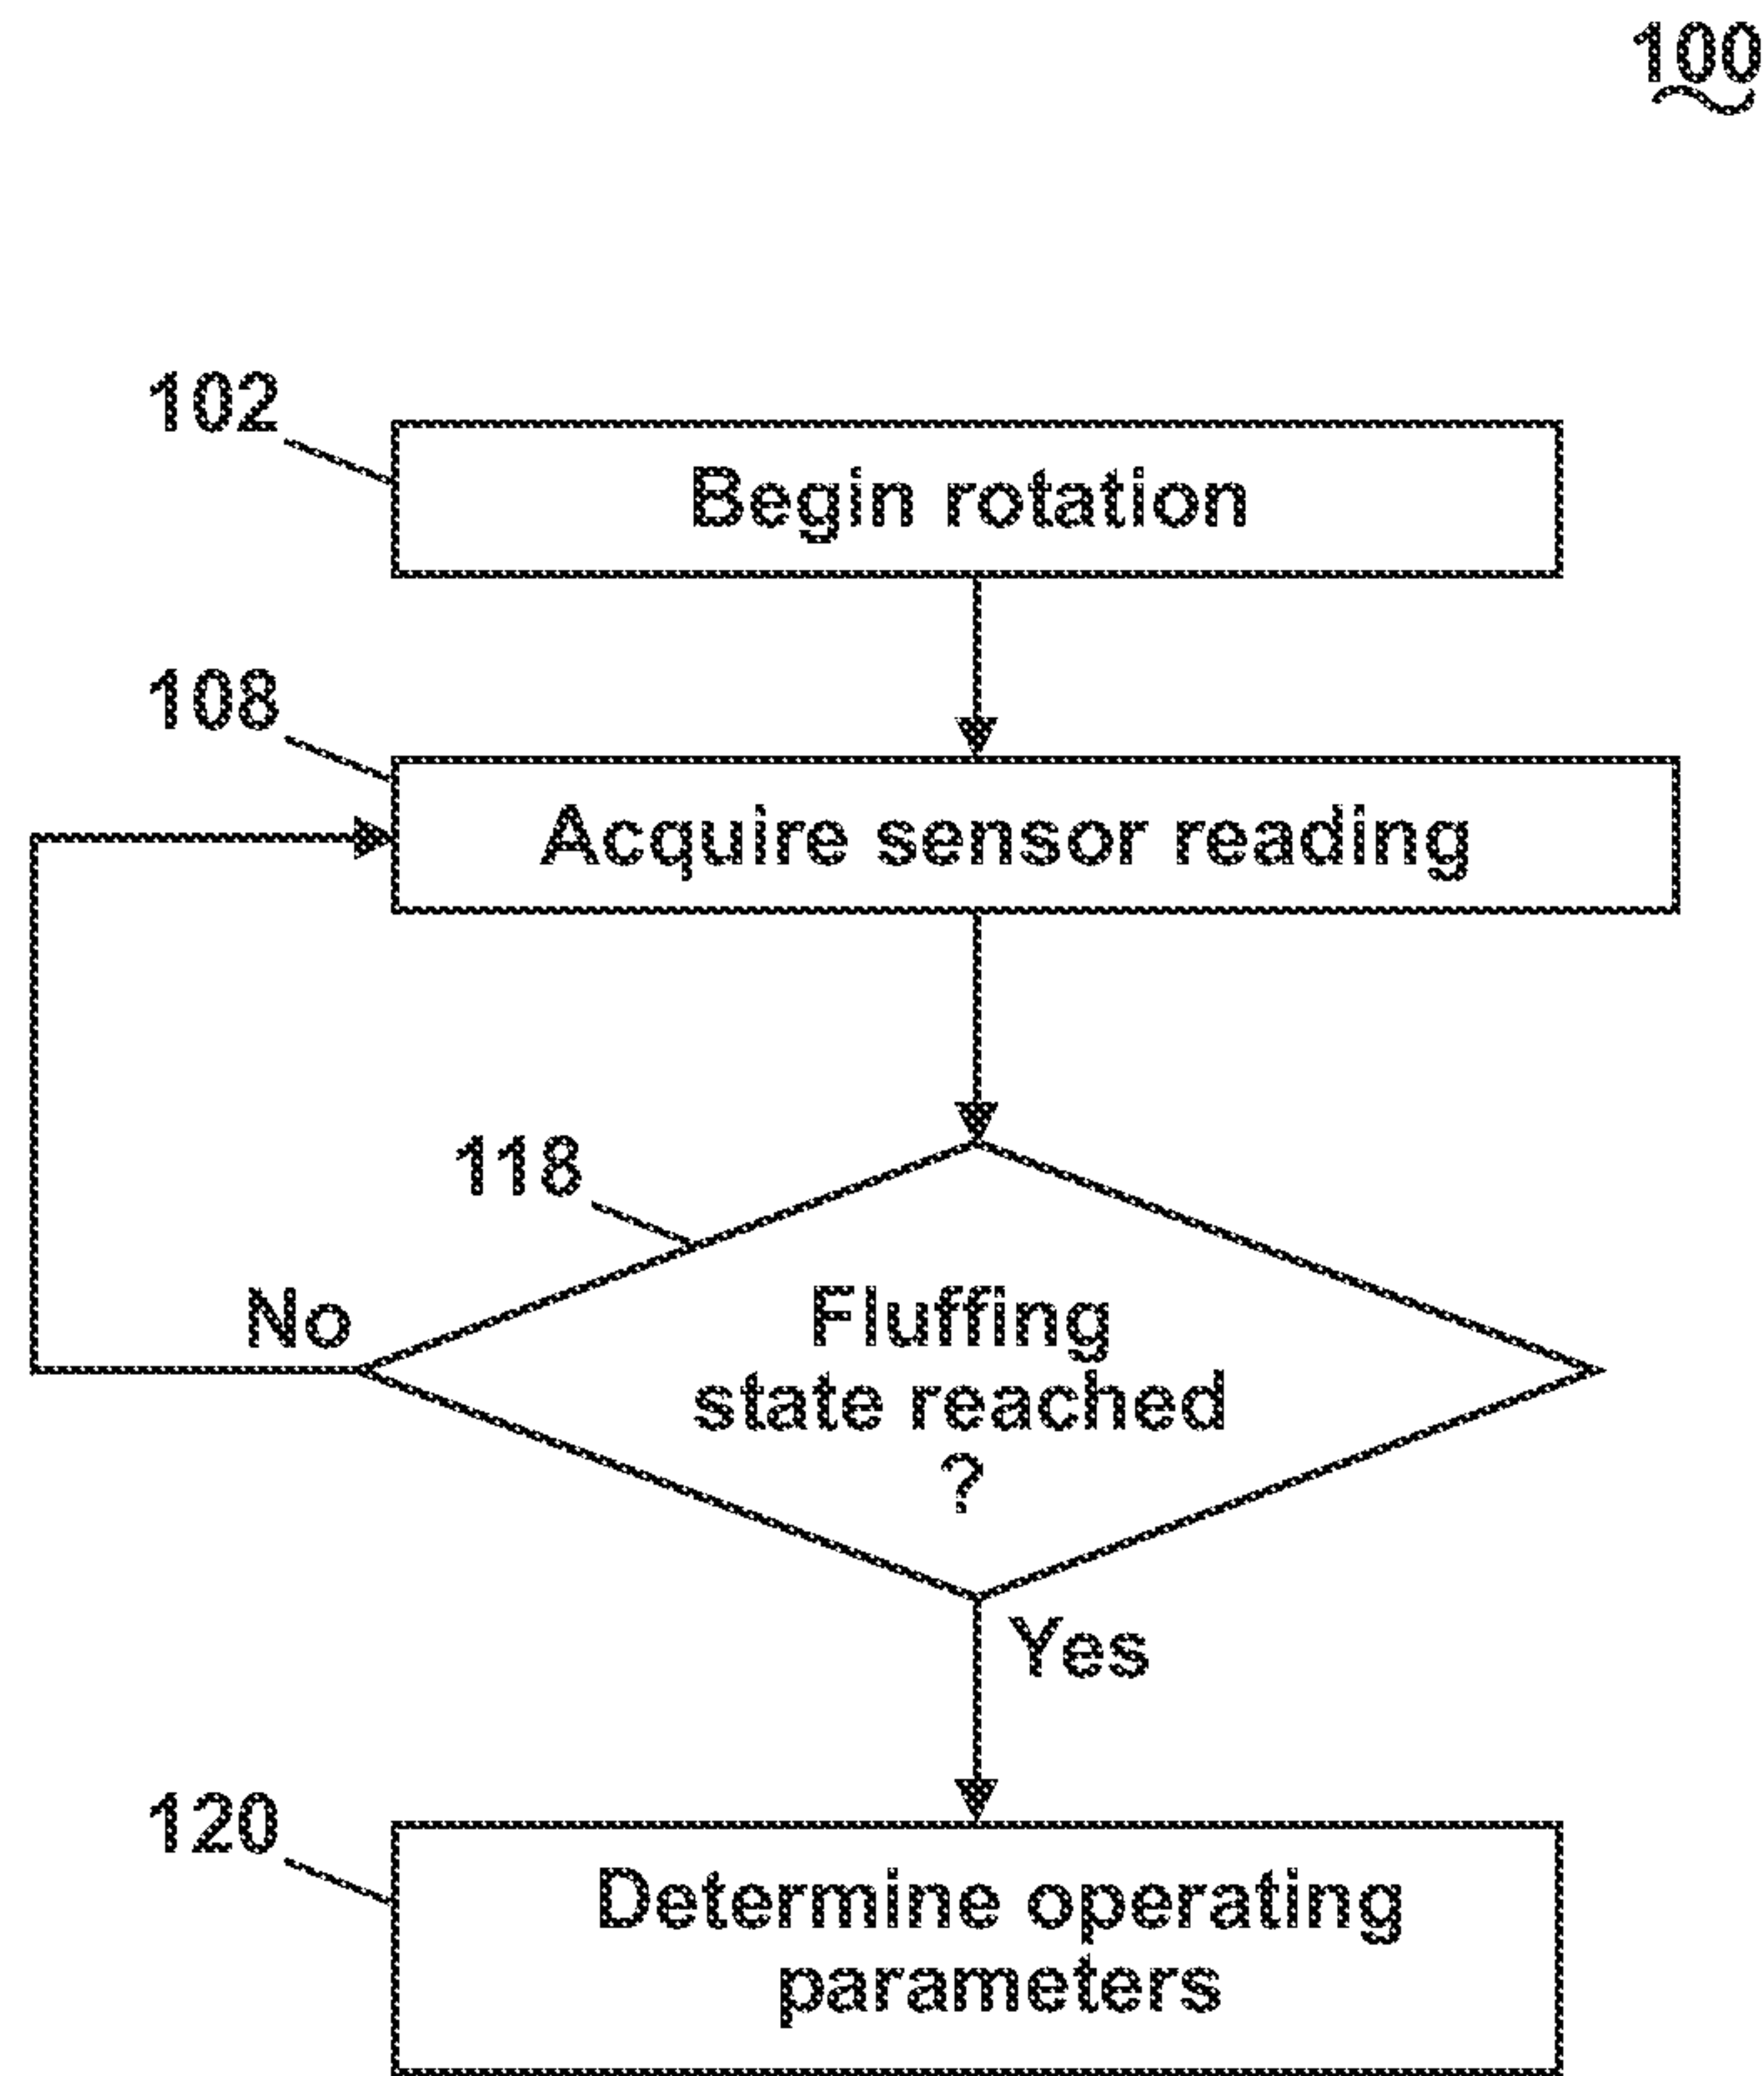 100
102
Begin rotation
108
Acquire sensor reading
118
No
Fluffing
state reached
?
Yes
120
Determine operating
parameters